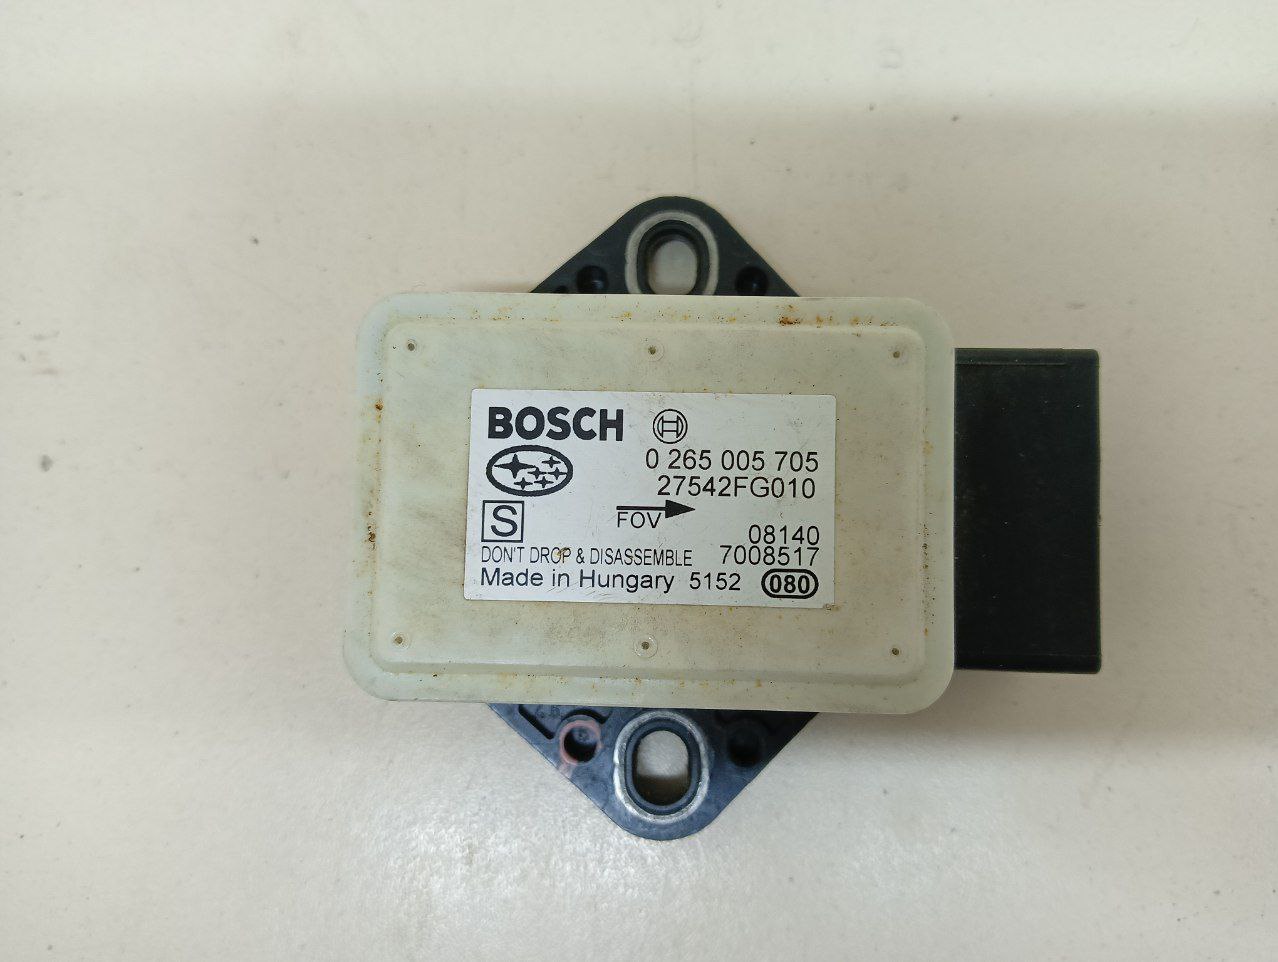 BOSCH
0 265 005 705
27542FG010
S
FOV
08140
DON'T DROP & DISASSEMBLE 7008517
Made in Hungary 5152 080